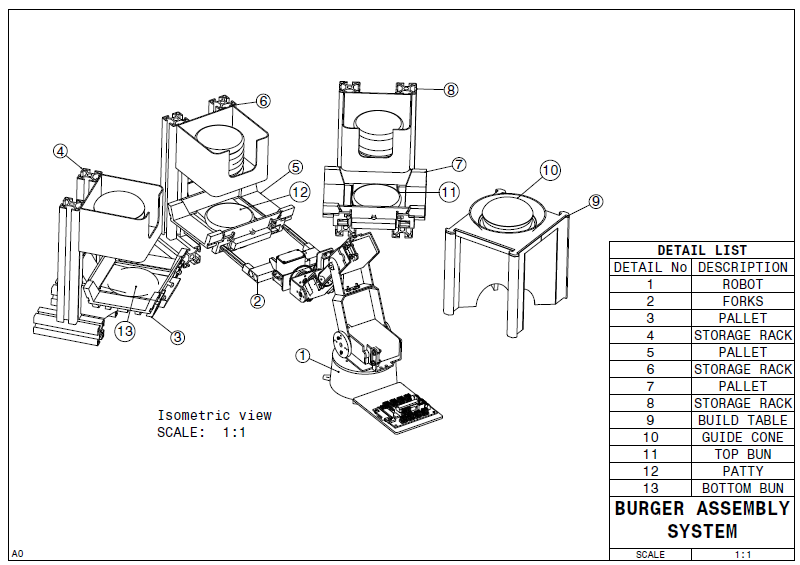 8
6
4
7
5
10
12
11
9
2
13
3
1
Isometric view
SCALE: 1:1
DETAIL LIST
DETAIL No DESCRIPTION
1 ROBOT
2 FORKS
3 PALLET
4 STORAGE RACK
5 PALLET
6 STORAGE RACK
7 PALLET
8 STORAGE RACK
9 BUILD TABLE
10 GUIDE CONE
11 TOP BUN
12 PATTY
13 BOTTOM BUN
BURGER ASSEMBLY
SYSTEM
SCALE 1:1
A0